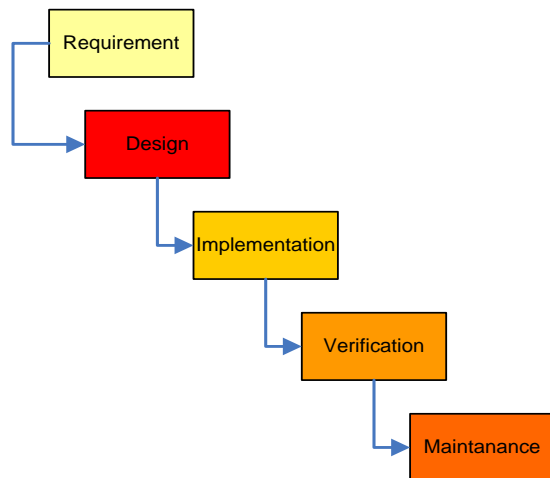 Requirement
Design
Implementation
Verification
Maintanance